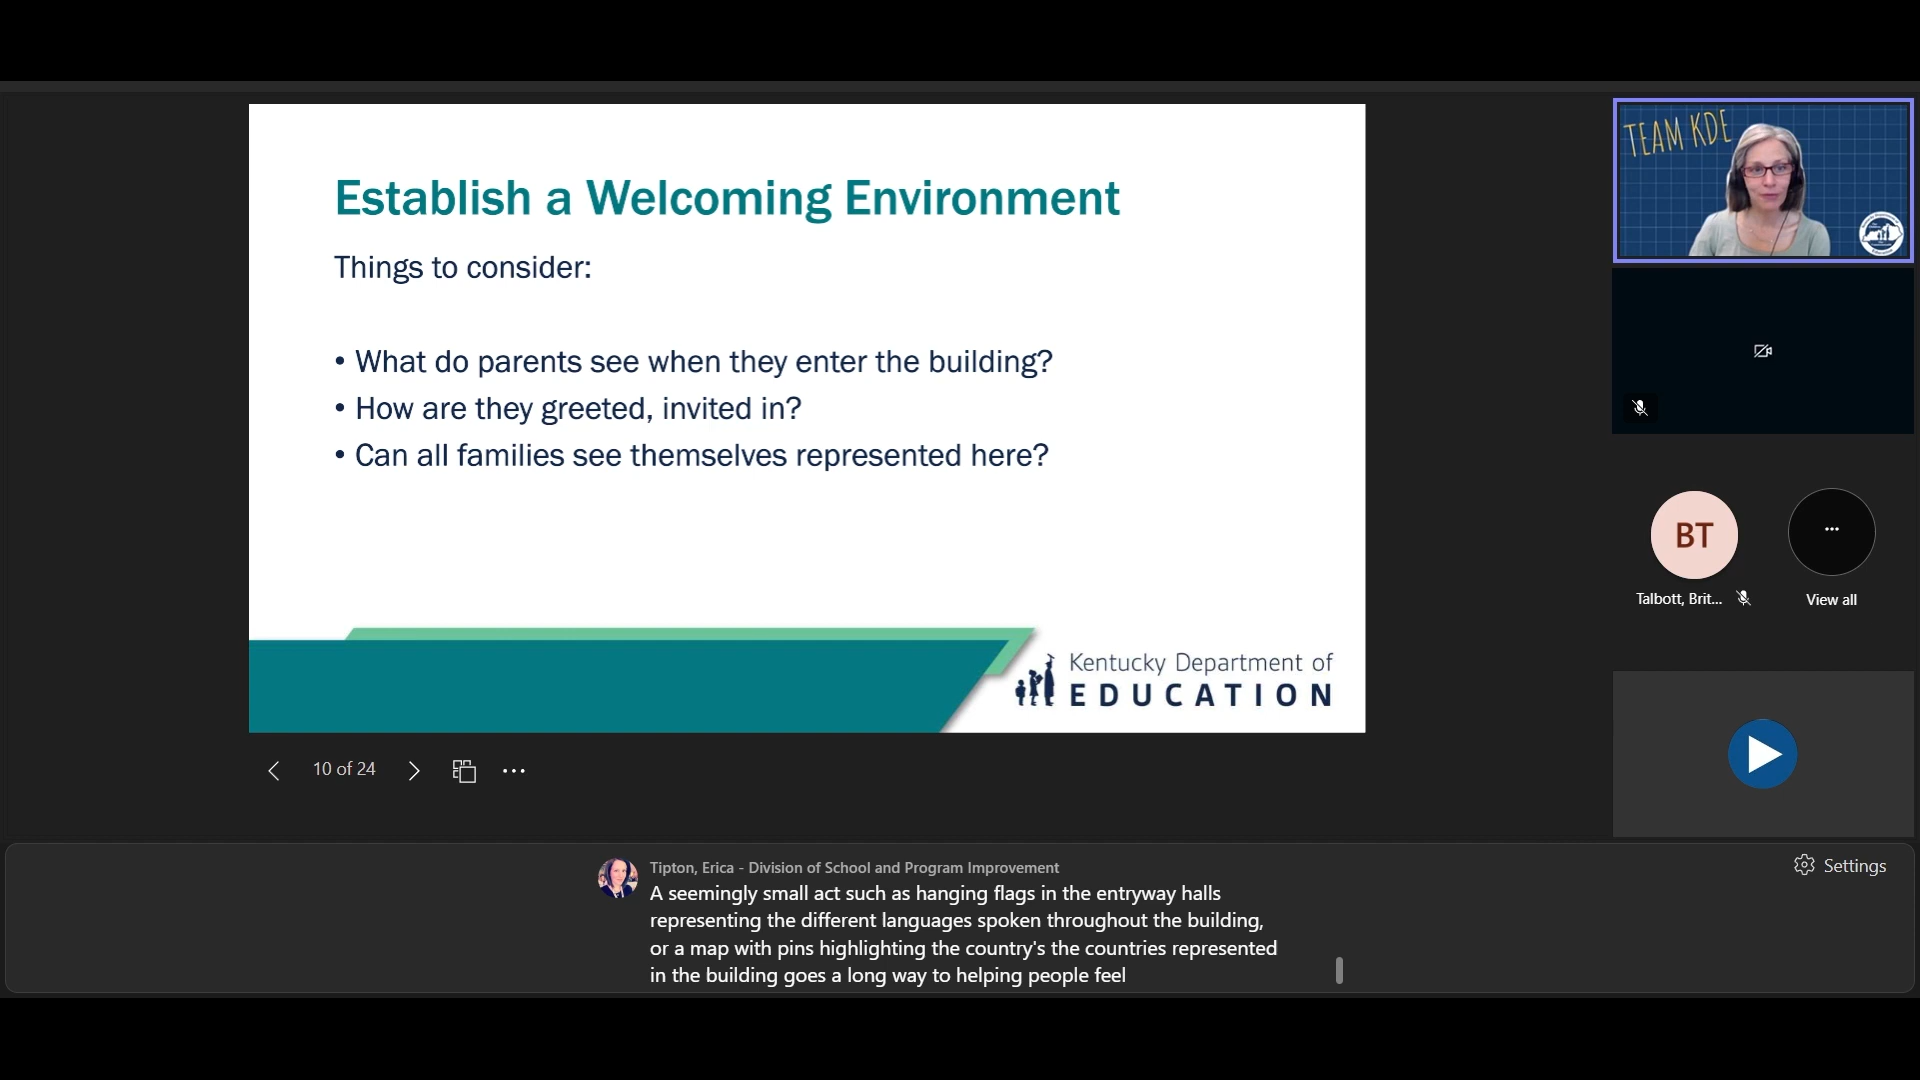 Establish a Welcoming Environment
Things to consider:
• What do parents see when they enter the building?
• How are they greeted, invited in?
• Can all families see themselves represented here?
Kentucky Department of
EDUCATION
10 of 24
TEAM KDE
BT
Talbott, Brit...
View all
Tipton, Erica - Division of School and Program Improvement
A seemingly small act such as hanging flags in the entryway halls
representing the different languages spoken throughout the building,
or a map with pins highlighting the country's the countries represented
in the building goes a long way to helping people feel
Settings